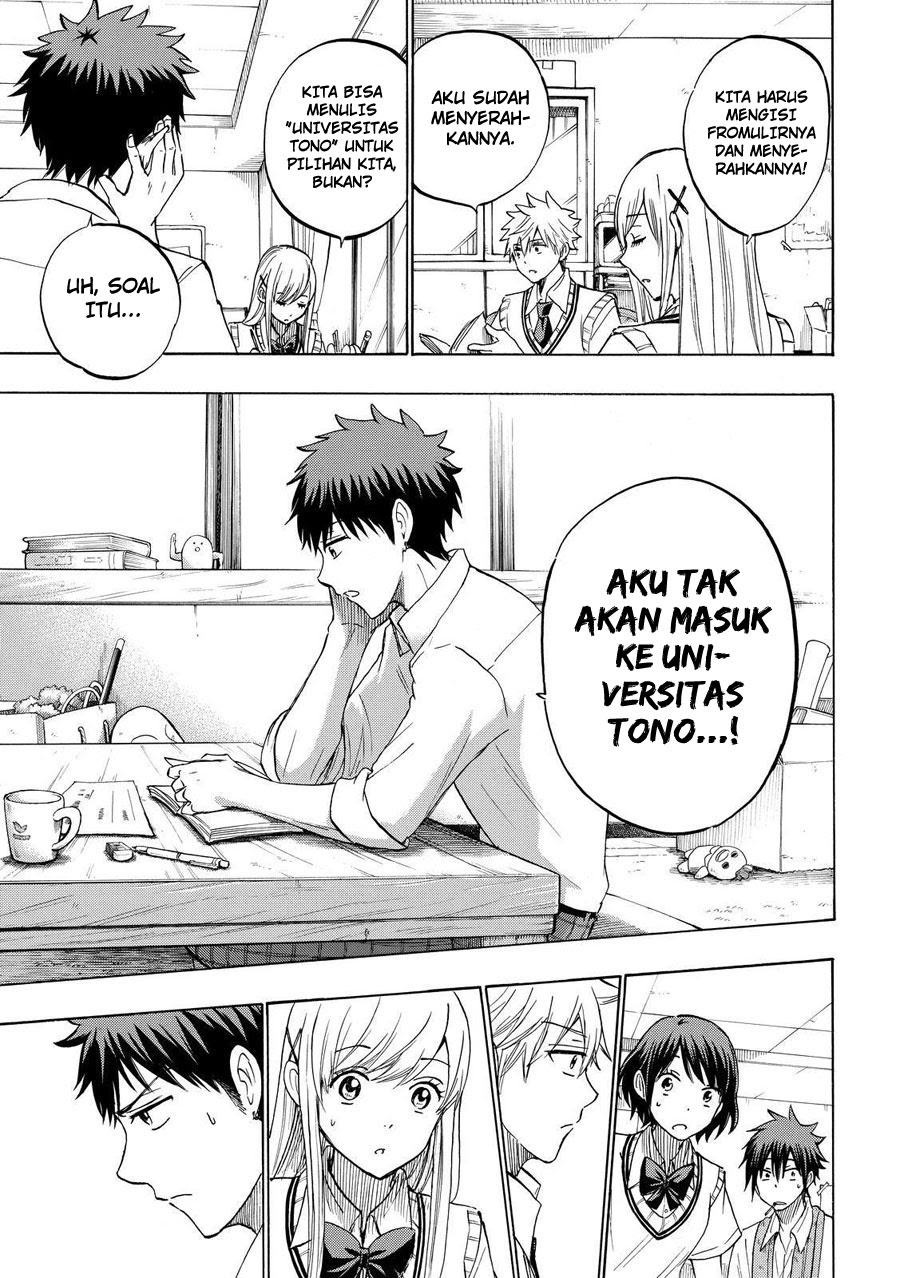 KITA HARUS
MENGISI
FROMULIRNYA
DAN MENYE-
RAHKANNYA!
AKU SUDAH
MENYERAH-
KANNYA.
KITA BISA
MENULIS
"UNIVERSITAS
TONO" UNTUK
PILIHAN KITA,
BUKAN?
UH, SOAL
ITU...
AKU TAK
AKAN MASUK
KE UNI-
VERSITAS
TONO...!